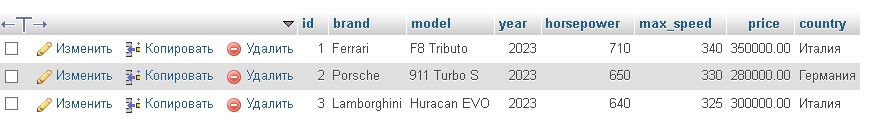 id brand model year horsepower max_speed price country
Изменить Копировать Удалить 1 Ferrari F8 Tributo 2023 710 340 350000.00 Италия
Изменить Копировать Удалить 2 Porsche 911 Turbo S 2023 650 330 280000.00 Германия
Изменить Копировать Удалить 3 Lamborghini Huracan EVO 2023 640 325 300000.00 Италия